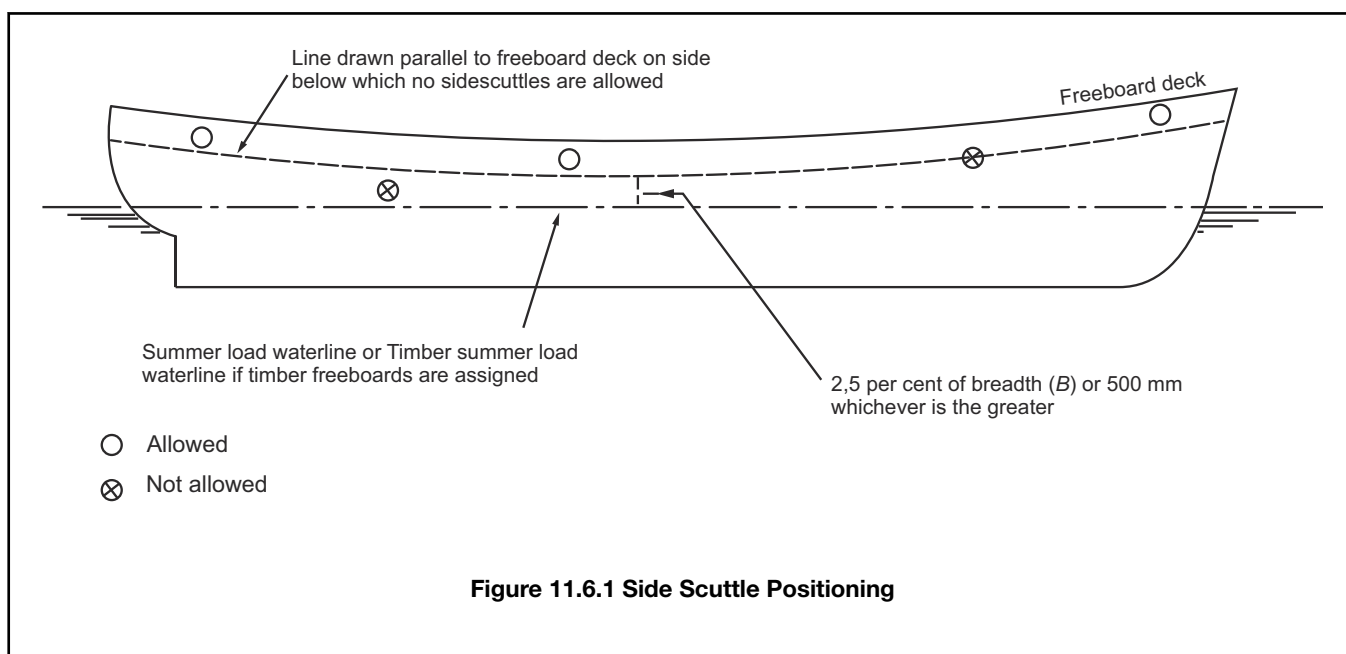 Line drawn parallel to freeboard deck on side
below which no sidescuttles are allowed
Freeboard deck
Summer load waterline or Timber summer load
waterline if timber freeboards are assigned
2,5 per cent of breadth (B) or 500 mm
whichever is the greater
Allowed
Not allowed
Figure 11.6.1 Side Scuttle Positioning